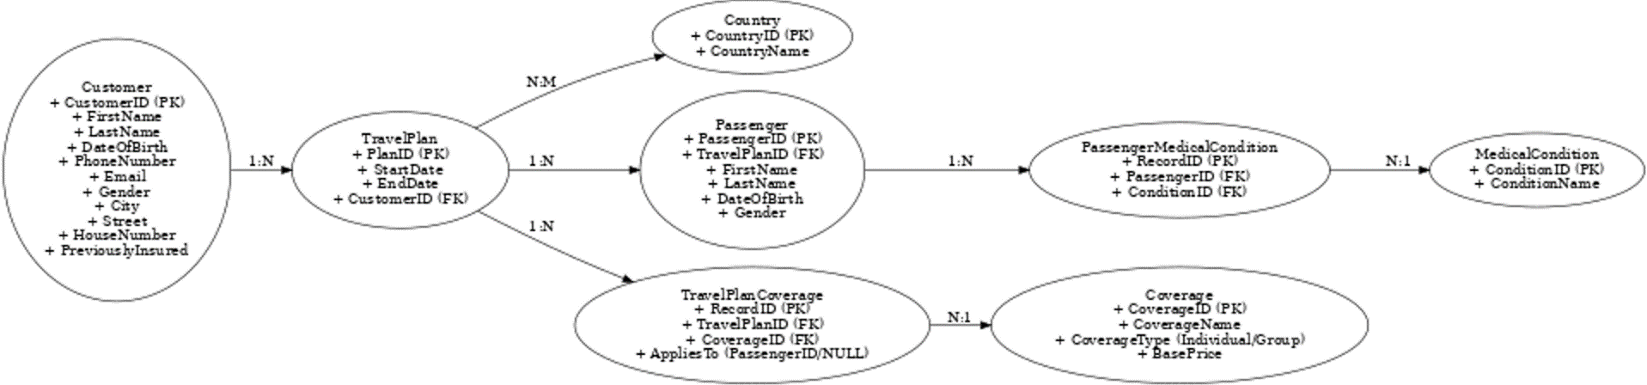 Customer
+ CustomerID (PK)
+ FirstName
+ LastName
+ DateOfBirth
+ PhoneNumber
+ Email
+ Gender
+ City
+ Street
+ HouseNumber
+ PreviouslyInsured
1:N
TravelPlan
+ PlanID (PK)
+ StartDate
+ EndDate
+ CustomerID (FK)
N:M
Country
+ CountryID (PK)
+ CountryName
1:N
Passenger
+ PassengerID (PK)
+ TravelPlanID (FK)
+ FirstName
+ LastName
+ DateOfBirth
+ Gender
1:N
PassengerMedicalCondition
+ RecordID (PK)
+ PassengerID (FK)
+ ConditionID (FK)
N:1
MedicalCondition
+ ConditionID (PK)
+ ConditionName
1:N
TravelPlanCoverage
+ RecordID (PK)
+ TravelPlanID (FK)
+ CoverageID (FK)
+ AppliesTo (PassengerID/NULL)
N:1
Coverage
+ CoverageID (PK)
+ CoverageName
+ CoverageType (Individual/Group)
+ BasePrice